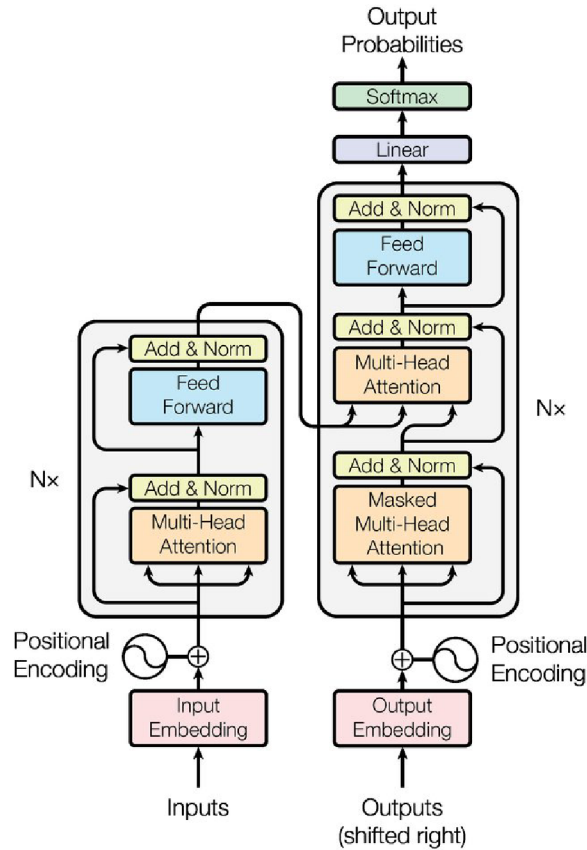 Output
Probabilities
Softmax
Linear
Add & Norm
Feed
Forward
Add & Norm
Multi-Head
Attention
Add & Norm
Masked
Multi-Head
Attention
N×
Positional
Encoding
Output
Embedding
Outputs
(shifted right)
Add & Norm
Feed
Forward
Add & Norm
Multi-Head
Attention
N×
Positional
Encoding
Input
Embedding
Inputs